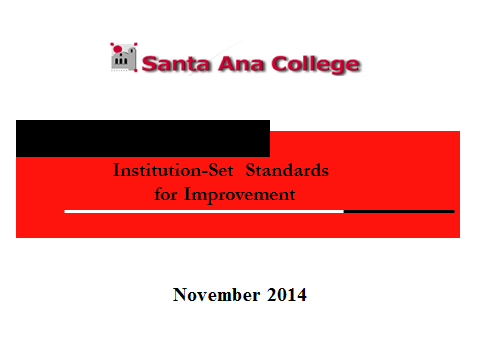 Santa Ana College
Institution-Set Standards
for Improvement
November 2014